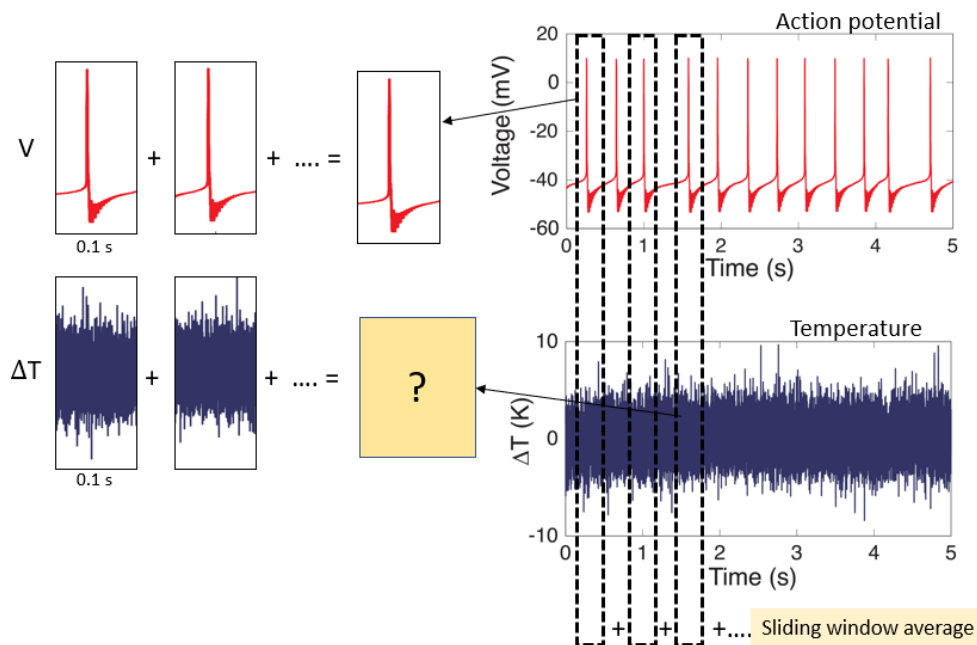 Action potential
V
+
+ .... =
0.1 s
Voltage (mV)
20
0
-20
-40
-60
0
1
2
3
4
5
Time (s)
ΔT
+
+ .... =
?
0.1 s
Temperature
ΔT (K)
10
0
-10
0
1
2
3
4
5
Time (s)
+ + +.... Sliding window average